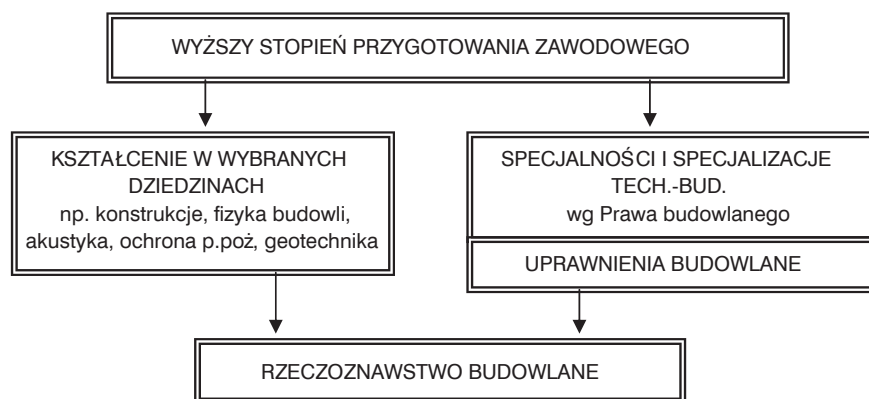 WYŻSZY STOPIEŃ PRZYGOTOWANIA ZAWODOWEGO
KSZTAŁCENIE W WYBRANYCH
DZIEDZINACH
np. konstrukcje, fizyka budowli,
akustyka, ochrona p.poż, geotechnika
SPECJALNOŚCI I SPECJALIZACJE
TECH.-BUD.
wg Prawa budowlanego
UPRAWNIENIA BUDOWLANE
RZECZOZNAWSTWO BUDOWLANE